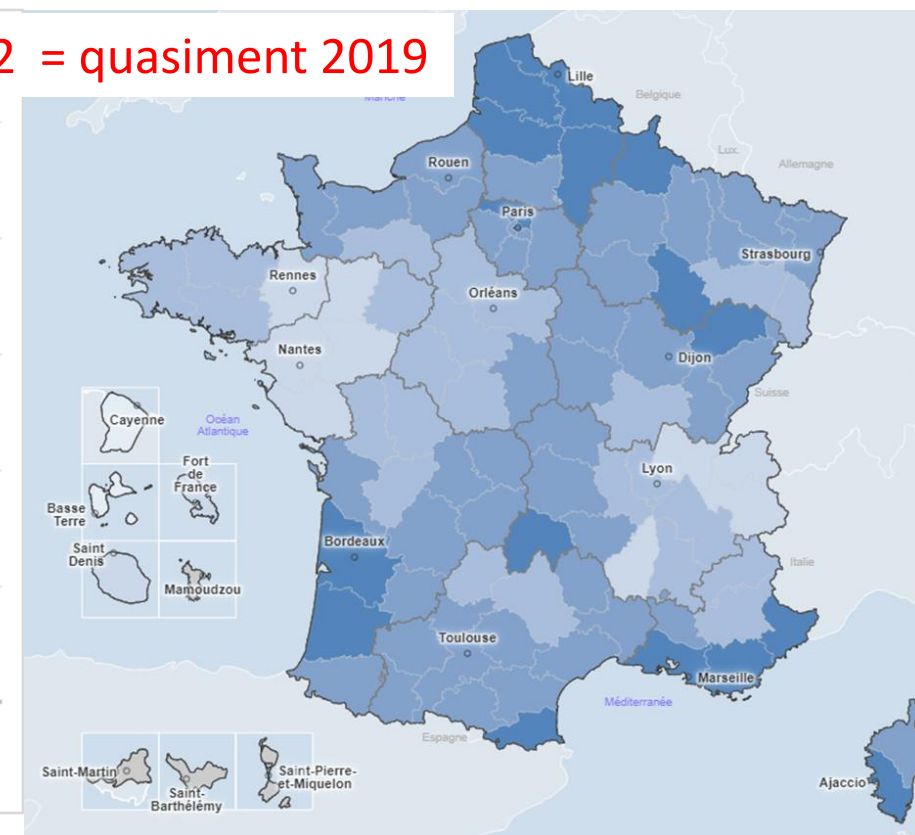 2 = quasiment 2019
Manche
Lille
Belgique
Lux.
Allemagne
Rouen
Paris
Strasbourg
Rennes
Orléans
Nantes
Dijon
Suisse
Cayenne
Océan
Atlantique
Fort
de
France
Lyon
Basse
Terre
Bordeaux
Saint
Denis
Italie
Mamoudzou
Toulouse
Marseille
Méditerranée
Espagne
Saint-Martin
Saint-
Barthélémy
Saint-Pierre-
et-Miquelon
Ajaccio